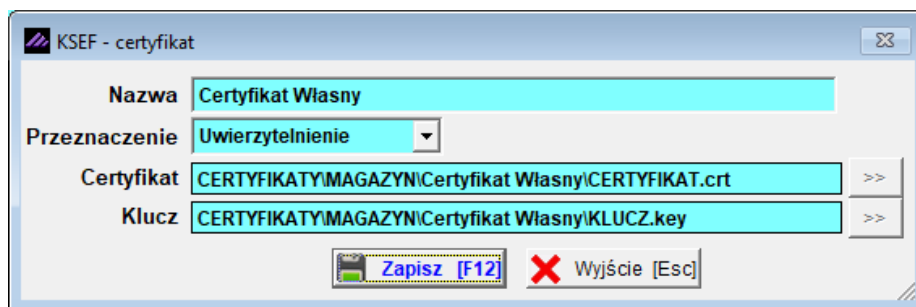 KSEF - certyfikat
Nazwa Certyfikat Własny
Przeznaczenie Uwierzytelnienie
Certyfikat CERTYFIKATY\MAGAZYN\Certyfikat Własny\CERTYFIKAT.crt >>
Klucz CERTYFIKATY\MAGAZYN\Certyfikat Własny\KLUCZ.key >>
Zapisz [F12] Wyjście [Esc]